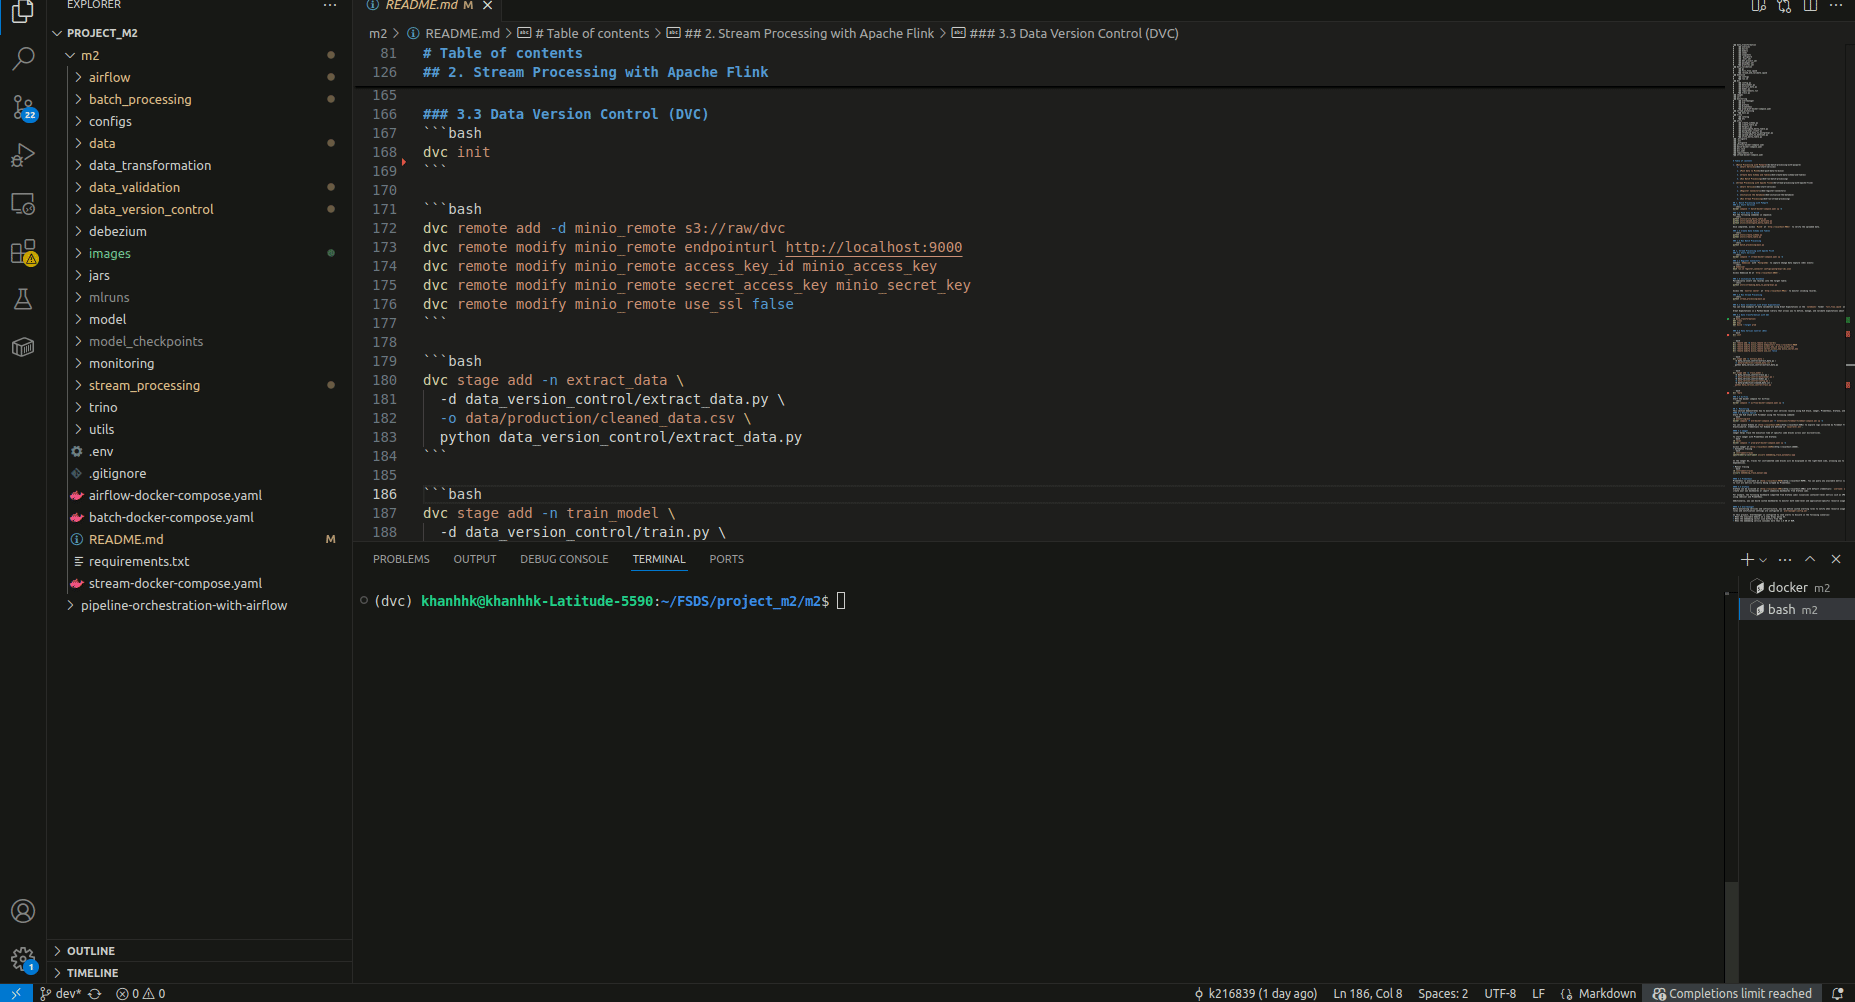 EXPLORER
PROJECT_M2
m2
airflow
batch_processing
configs
data
data_transformation
data_validation
data_version_control
debezium
images
jars
mlruns
model
model_checkpoints
monitoring
stream_processing
trino
utils
.env
.gitignore
airflow-docker-compose.yaml
batch-docker-compose.yaml
README.md M
requirements.txt
stream-docker-compose.yaml
pipeline-orchestration-with-airflow
OUTLINE
TIMELINE
22
1
README.md M
m2 > README.md > # Table of contents > ## 2. Stream Processing with Apache Flink > ### 3.3 Data Version Control (DVC)
81 # Table of contents
126 ## 2. Stream Processing with Apache Flink
165
166 ### 3.3 Data Version Control (DVC)
167 ```bash
168 dvc init
169 ```
170
171 ```bash
172 dvc remote add -d minio_remote s3://raw/dvc
173 dvc remote modify minio_remote endpointurl http://localhost:9000
174 dvc remote modify minio_remote access_key_id minio_access_key
175 dvc remote modify minio_remote secret_access_key minio_secret_key
176 dvc remote modify minio_remote use_ssl false
177 ```
178
179 ```bash
180 dvc stage add -n extract_data \
181 -d data_version_control/extract_data.py \
182 -o data/production/cleaned_data.csv \
183 python data_version_control/extract_data.py
184 ```
185
186 ```bash
187 dvc stage add -n train_model \
188 -d data_version_control/train.py \
PROBLEMS OUTPUT DEBUG CONSOLE TERMINAL PORTS
(dvc) khanhhk@khanhhk-Latitude-5590:~/FSDS/project_m2/m2$
docker m2
bash m2
dev* 0 0 k216839 (1 day ago) Ln 186, Col 8 Spaces: 2 UTF-8 LF Markdown Completions limit reached